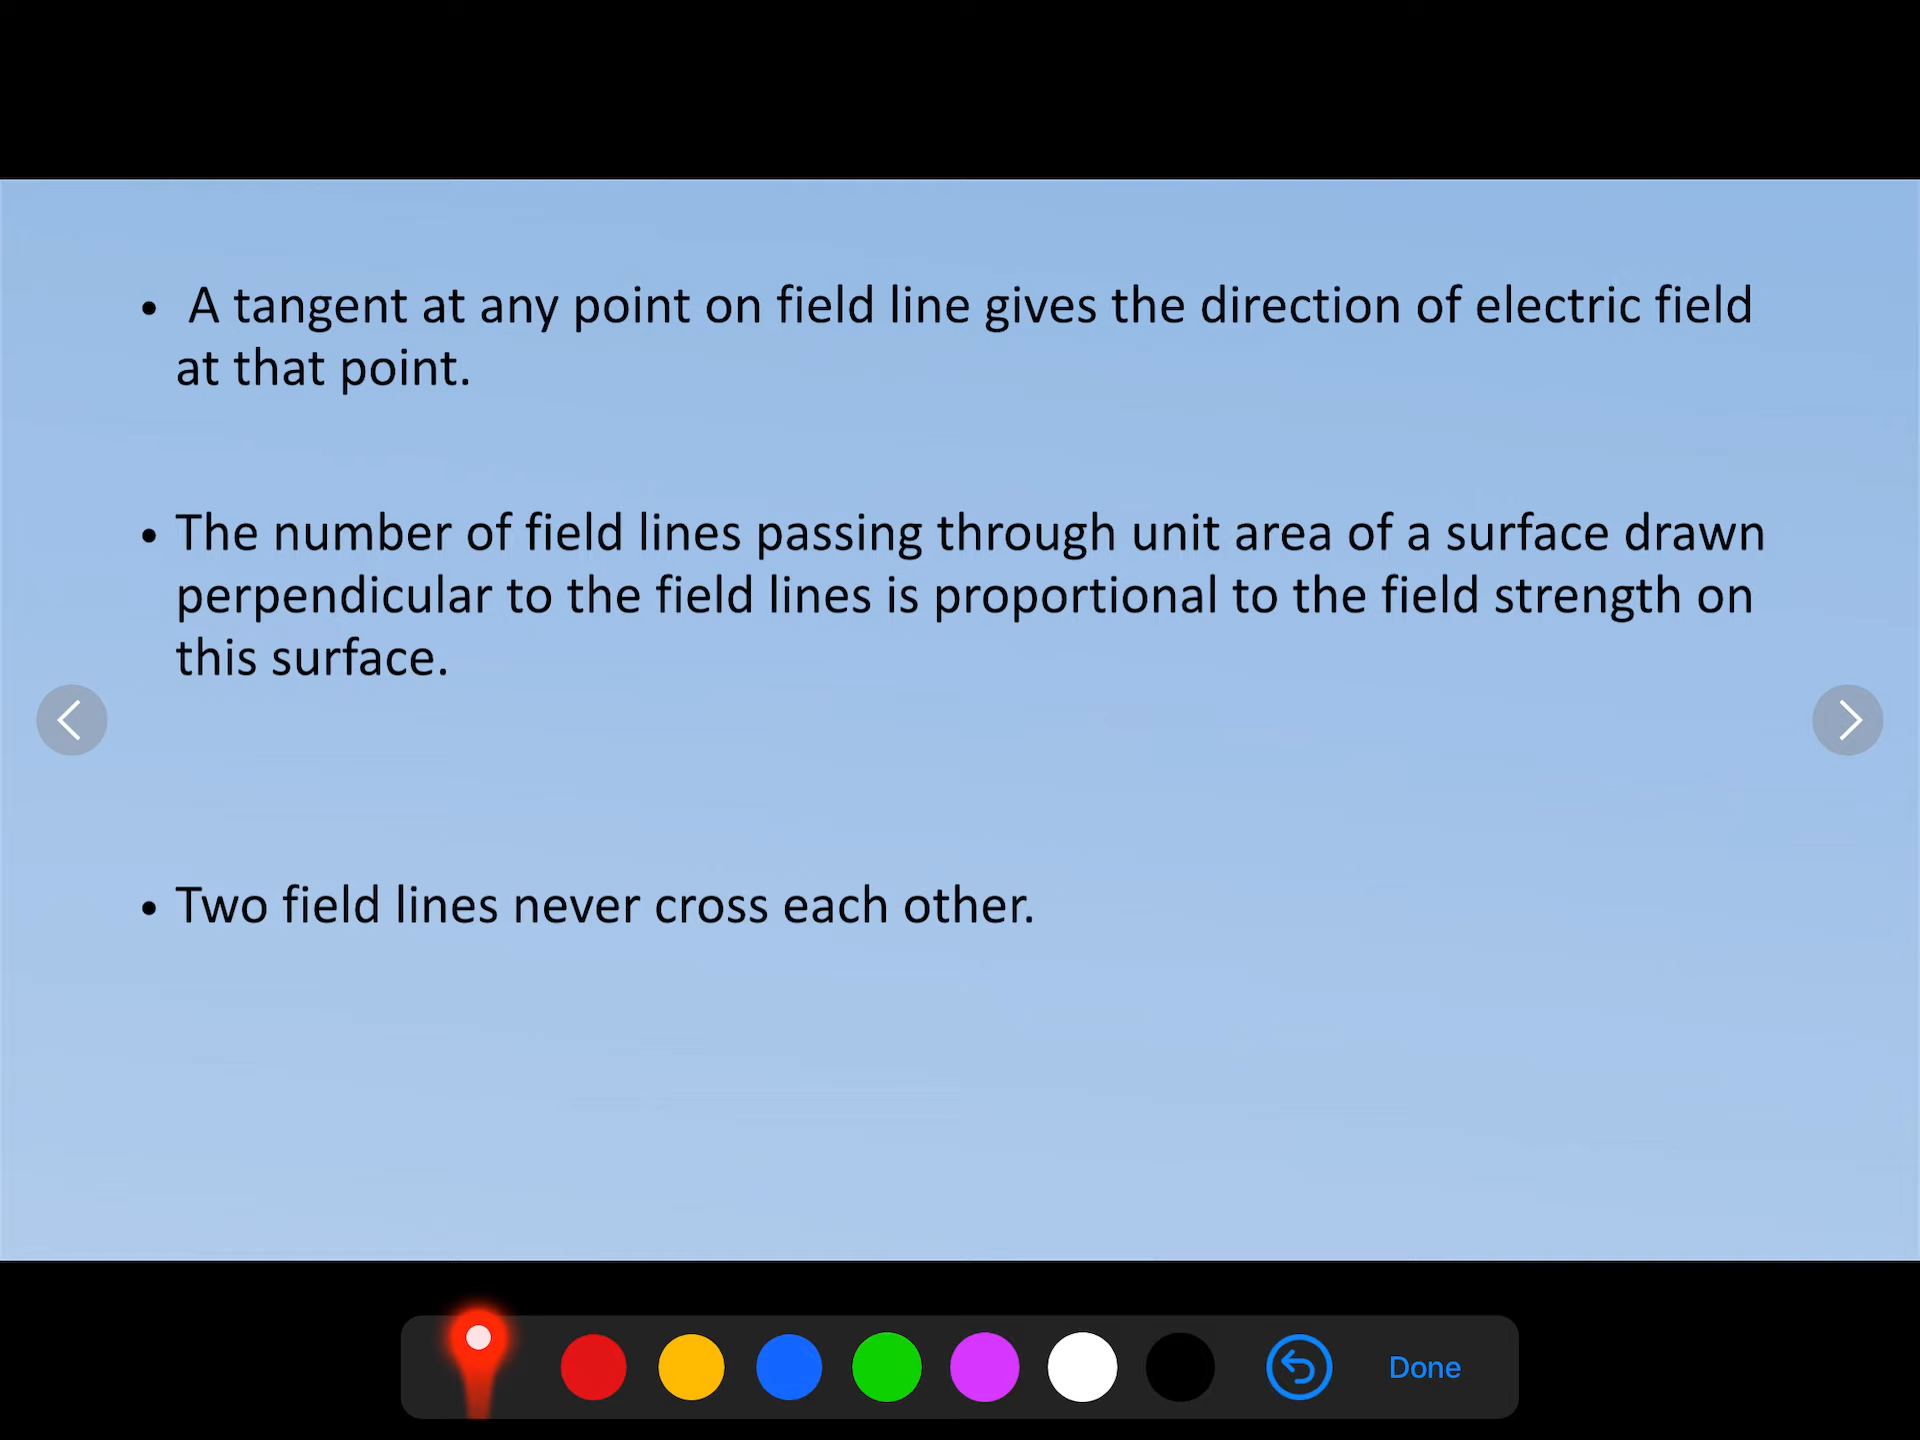 • A tangent at any point on field line gives the direction of electric field
at that point.
• The number of field lines passing through unit area of a surface drawn
perpendicular to the field lines is proportional to the field strength on
this surface.
• Two field lines never cross each other.
Done